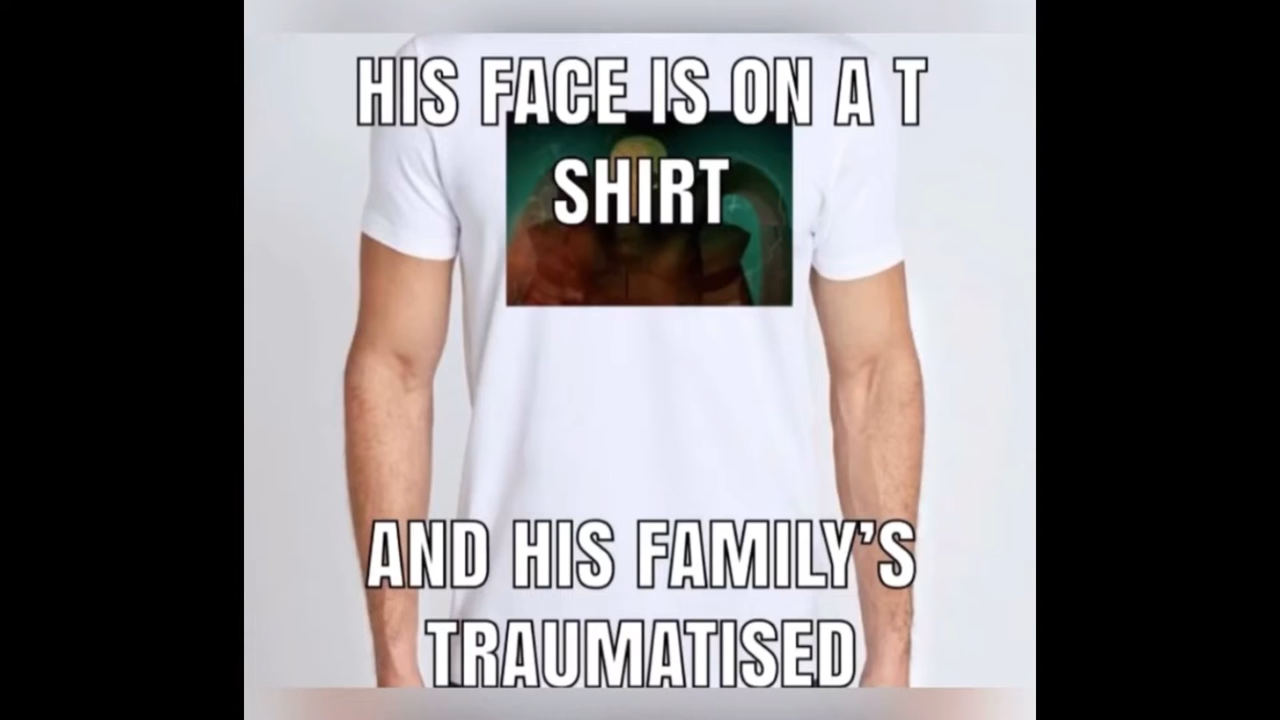 HIS FACE IS ON A T
SHIRT
AND HIS FAMILY’S
TRAUMATISED